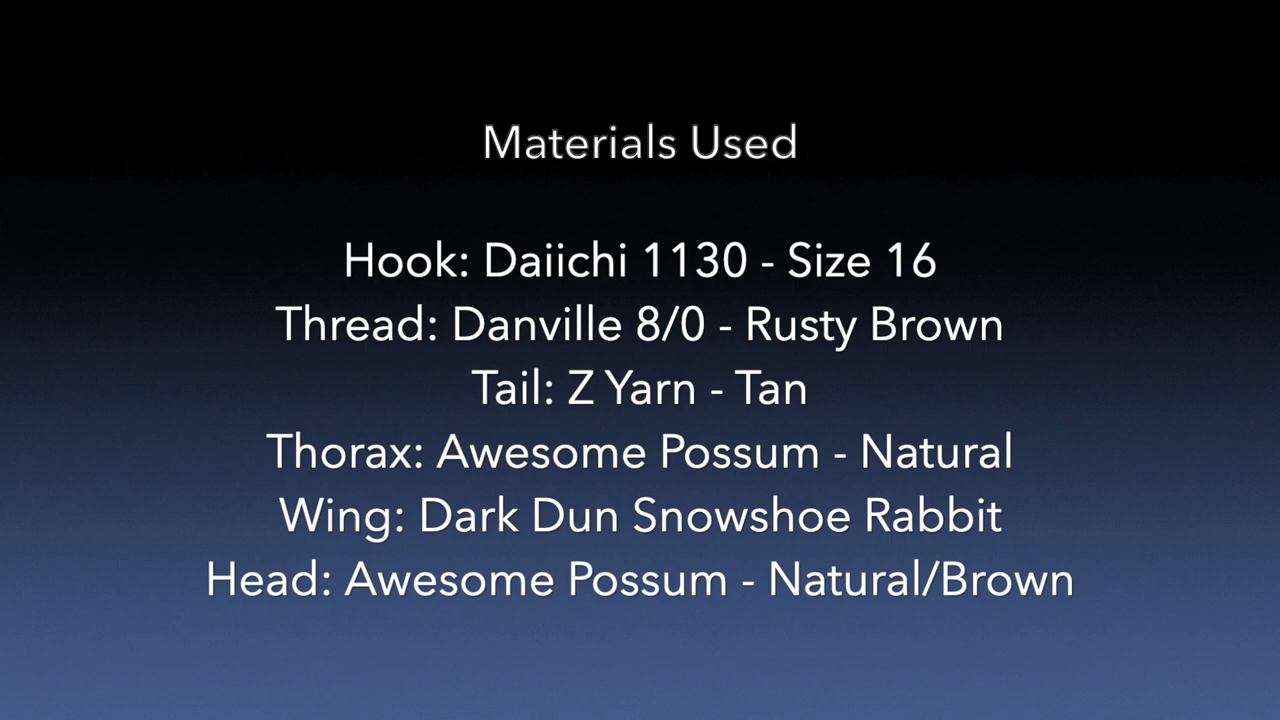 Materials Used
Hook: Daiichi 1130 - Size 16
Thread: Danville 8/0 - Rusty Brown
Tail: Z Yarn - Tan
Thorax: Awesome Possum - Natural
Wing: Dark Dun Snowshoe Rabbit
Head: Awesome Possum - Natural/Brown